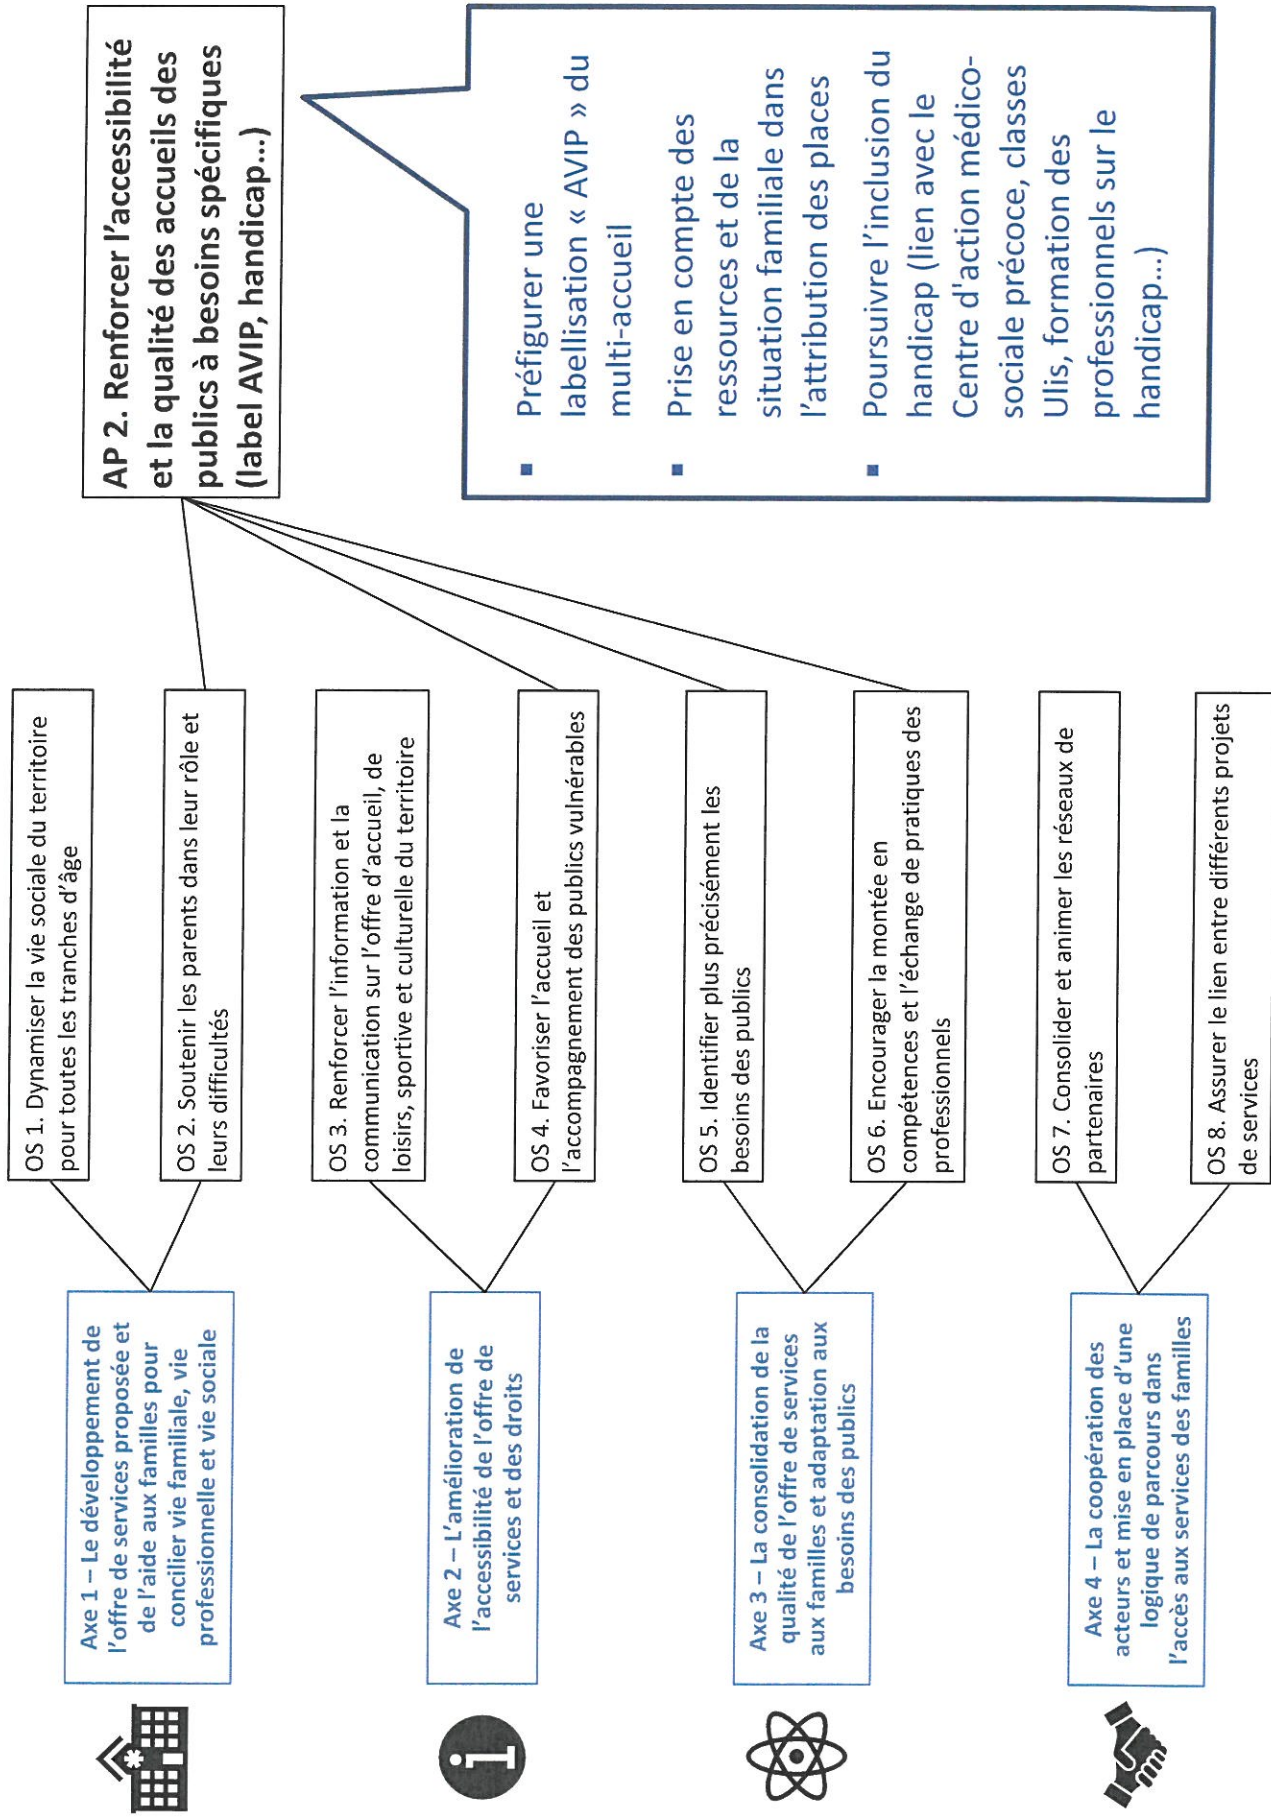 Axe 1 – Le développement de
l'offre de services proposée et
de l'aide aux familles pour
concilier vie familiale, vie
professionnelle et vie sociale
Axe 2 – L'amélioration de
l'accessibilité de l'offre de
services et des droits
Axe 3 – La consolidation de la
qualité de l'offre de services
aux familles et adaptation aux
besoins des publics
Axe 4 – La coopération des
acteurs et mise en place d'une
logique de parcours dans
l'accès aux services des familles
OS 1. Dynamiser la vie sociale du territoire
pour toutes les tranches d'âge
OS 2. Soutenir les parents dans leur rôle et
leurs difficultés
OS 3. Renforcer l'information et la
communication sur l'offre d'accueil, de
loisirs, sportive et culturelle du territoire
OS 4. Favoriser l'accueil et
l'accompagnement des publics vulnérables
OS 5. Identifier plus précisément les
besoins des publics
OS 6. Encourager la montée en
compétences et l'échange de pratiques des
professionnels
OS 7. Consolider et animer les réseaux de
partenaires
OS 8. Assurer le lien entre différents projets
de services
AP 2. Renforcer l'accessibilité
et la qualité des accueils des
publics à besoins spécifiques
(label AVIP, handicap...)
▪ Préfigurer une
labellisation « AVIP » du
multi-accueil
▪ Prise en compte des
ressources et de la
situation familiale dans
l'attribution des places
▪ Poursuivre l'inclusion du
handicap (lien avec le
Centre d'action médico-
sociale précoce, classes
Ulis, formation des
professionnels sur le
handicap...)